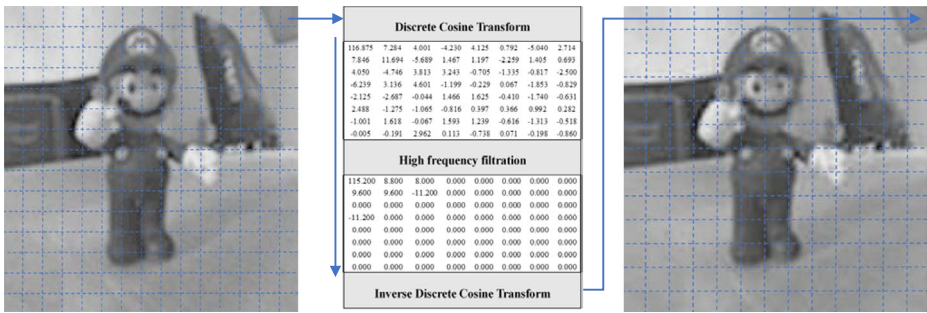 Discrete Cosine Transform
116.875 7.284 4.001 -4.230 4.125 0.792 -5.040 2.714
7.846 11.694 -5.689 1.467 1.197 -2.259 1.405 0.693
4.050 -4.746 3.813 3.243 -0.705 -1.335 -0.817 -2.500
-6.239 3.136 4.601 -1.199 -0.229 0.067 -1.853 -0.829
-2.125 -2.687 -0.044 1.466 1.625 -0.410 -1.740 -0.631
2.488 -1.275 -1.065 -0.816 0.397 0.366 0.992 0.282
-1.001 1.618 -0.067 1.593 1.239 -0.616 -1.313 -0.518
-0.005 -0.191 2.962 0.113 -0.738 0.071 -0.198 -0.860
High frequency filtration
115.200 8.800 8.000 0.000 0.000 0.000 0.000 0.000
9.600 9.600 -11.200 0.000 0.000 0.000 0.000 0.000
0.000 0.000 0.000 0.000 0.000 0.000 0.000 0.000
-11.200 0.000 0.000 0.000 0.000 0.000 0.000 0.000
0.000 0.000 0.000 0.000 0.000 0.000 0.000 0.000
0.000 0.000 0.000 0.000 0.000 0.000 0.000 0.000
0.000 0.000 0.000 0.000 0.000 0.000 0.000 0.000
0.000 0.000 0.000 0.000 0.000 0.000 0.000 0.000
Inverse Discrete Cosine Transform